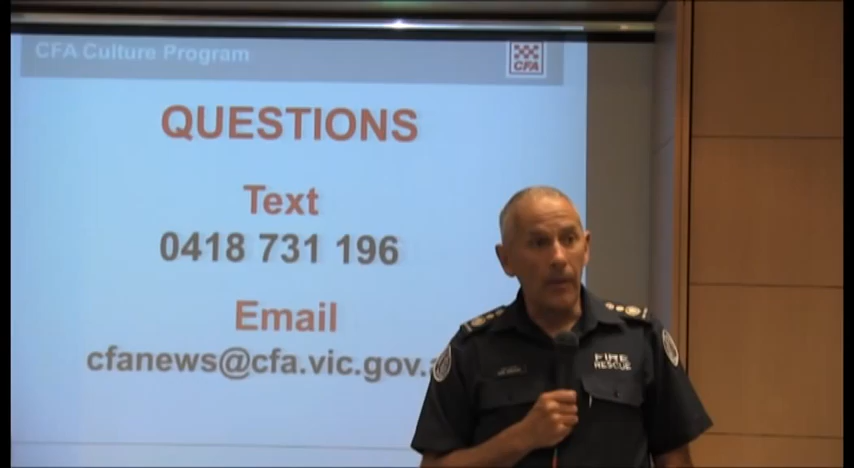 CFA Culture Program
CFA
QUESTIONS
Text
0418 731 196
Email
cfanews@cfa.vic.gov.a
FIRE
RESCUE